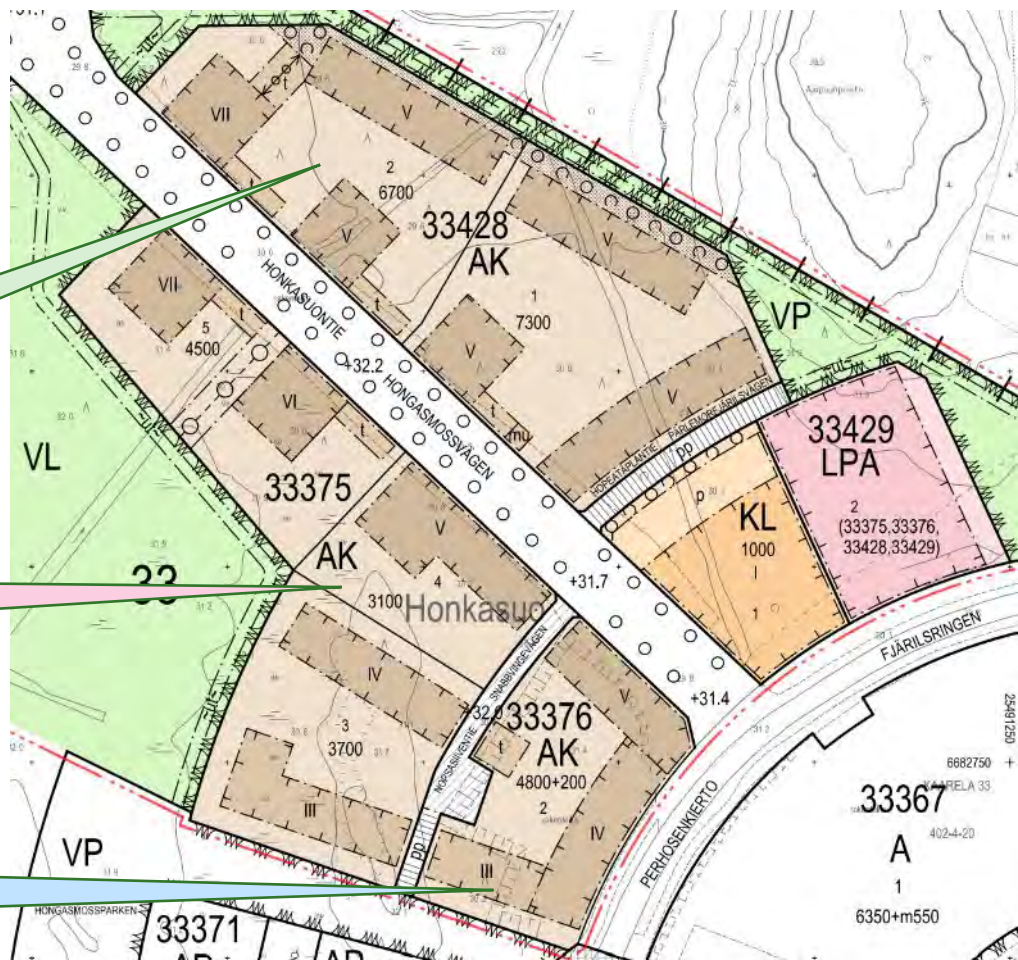 VII
t
V
2
6700
V
33428
AK
V
1
7300
V
V
t
t
mu
VP
VII
5
4500
t
HONKASUONTIE
+32.2
HONGASMOSSVÄGEN
VI
t
VL
33375
AK
V
4
3100
33
Honkasuo
HOPEATÄPLÄNTIE
PÄRLEMORFJÄRILSVÄGEN
pp
p
KL
1000
I
1
33429
LPA
2
(33375,33376,
33428,33429)
+31.7
+31.4
FJÄRILSRINGEN
PERHOSENKIERTO
IV
3
3700
III
NOPSASIIVENTIE
SNABBVINGEVÄGEN
pp
33376
AK
4800+200
2
t
V
IV
III
VP
HONGASMOSSPARKEN
33371
25491250
6682750
KAARELA 33
33367
402-4-20
A
1
6350+m550